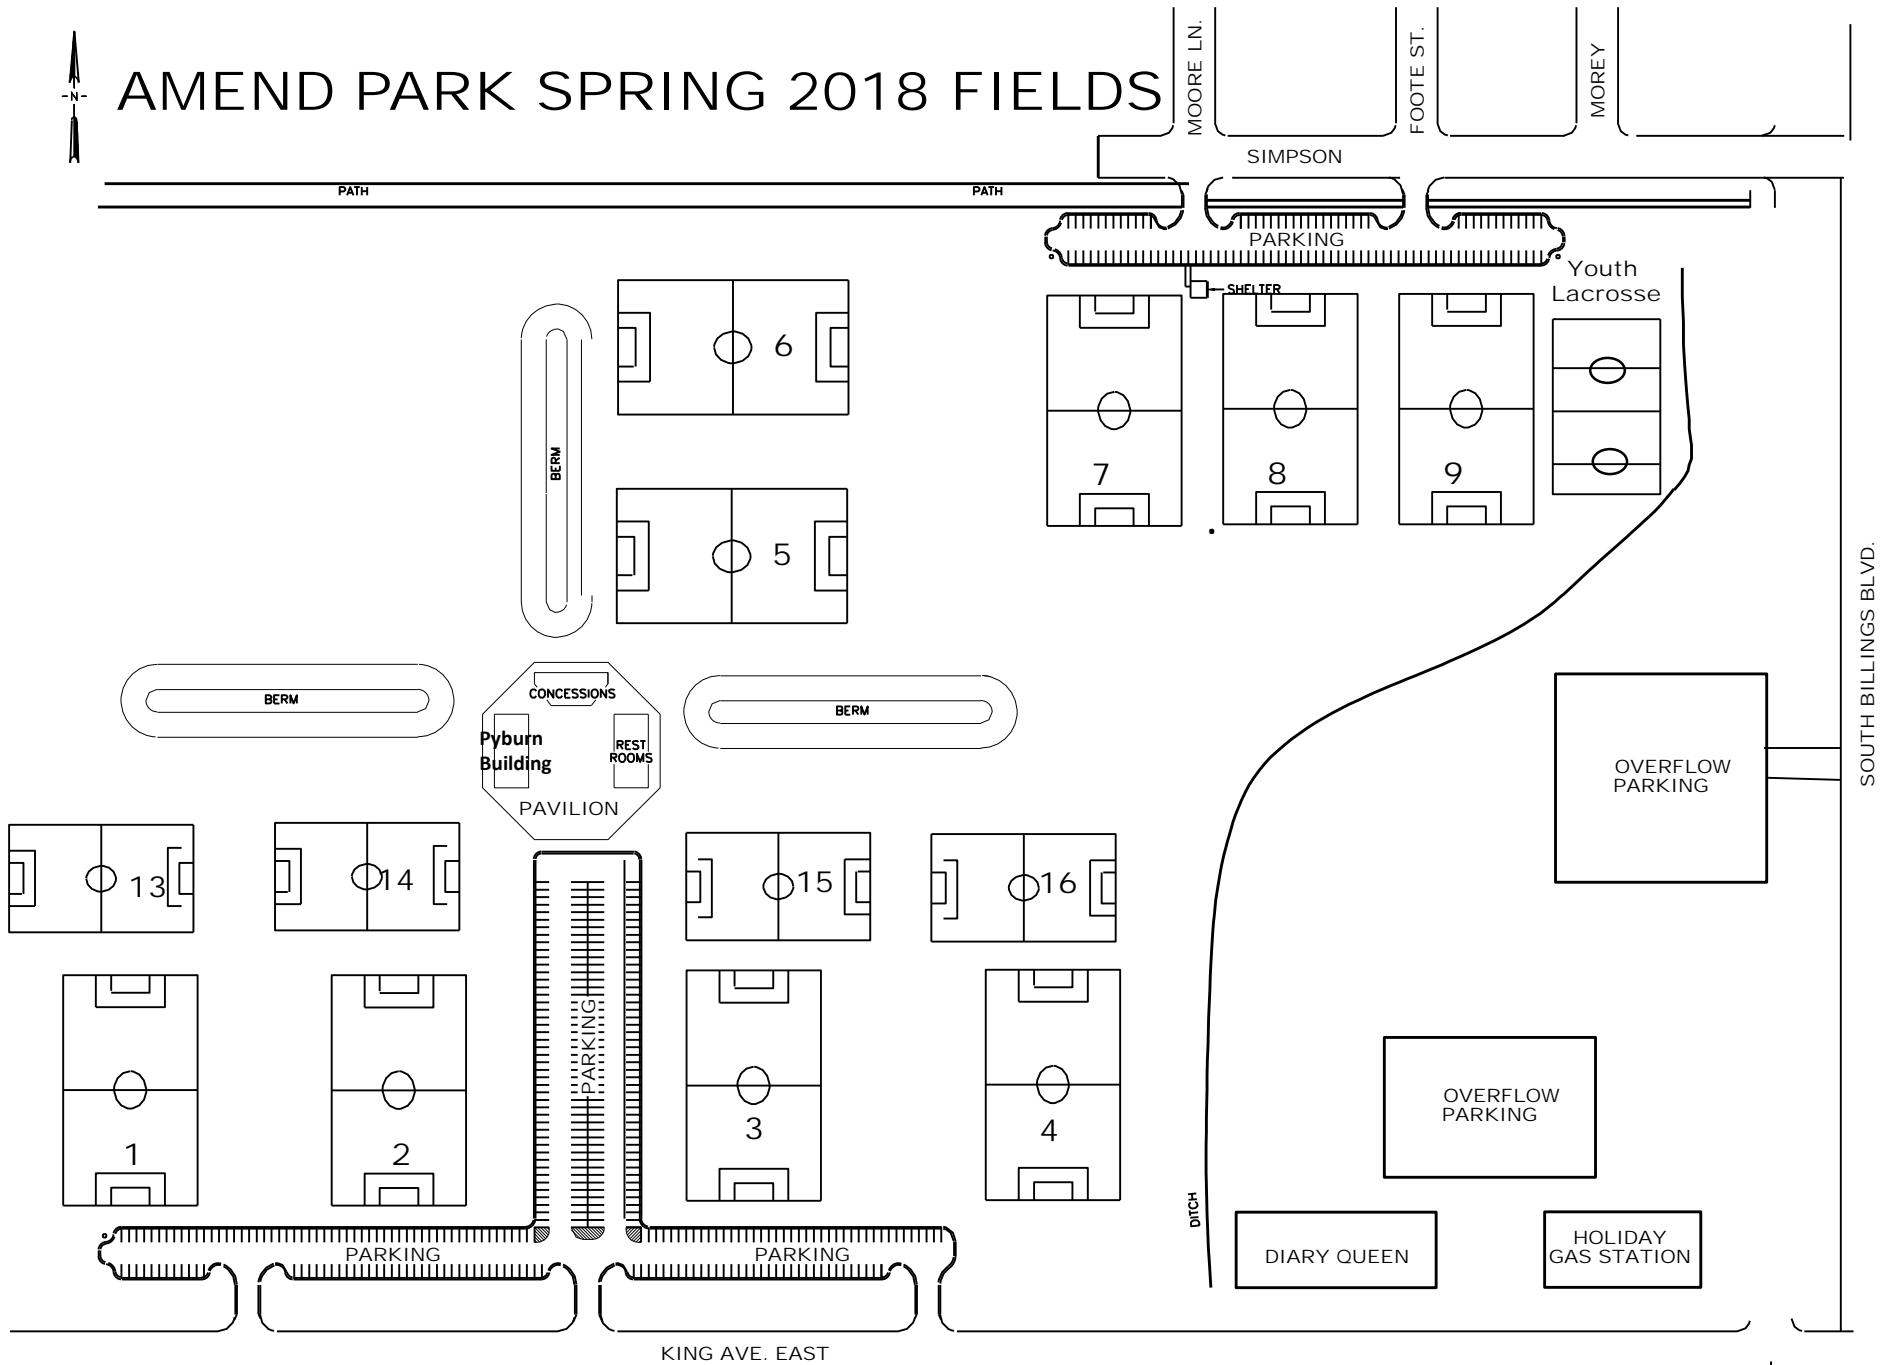 MOORE LN.
FOOTE ST.
MOREY
N
AMEND PARK SPRING 2018 FIELDS
SIMPSON
PATH
PATH
PARKING
SHELTER
Youth
Lacrosse
6
7
8
9
BERM
5
SOUTH BILLINGS BLVD.
BERM
CONCESSIONS
BERM
Pyburn
Building
REST
ROOMS
PAVILION
OVERFLOW
PARKING
13
14
15
16
PARKING
OVERFLOW
PARKING
1
2
3
4
DITCH
PARKING
PARKING
DIARY QUEEN
HOLIDAY
GAS STATION
KING AVE. EAST